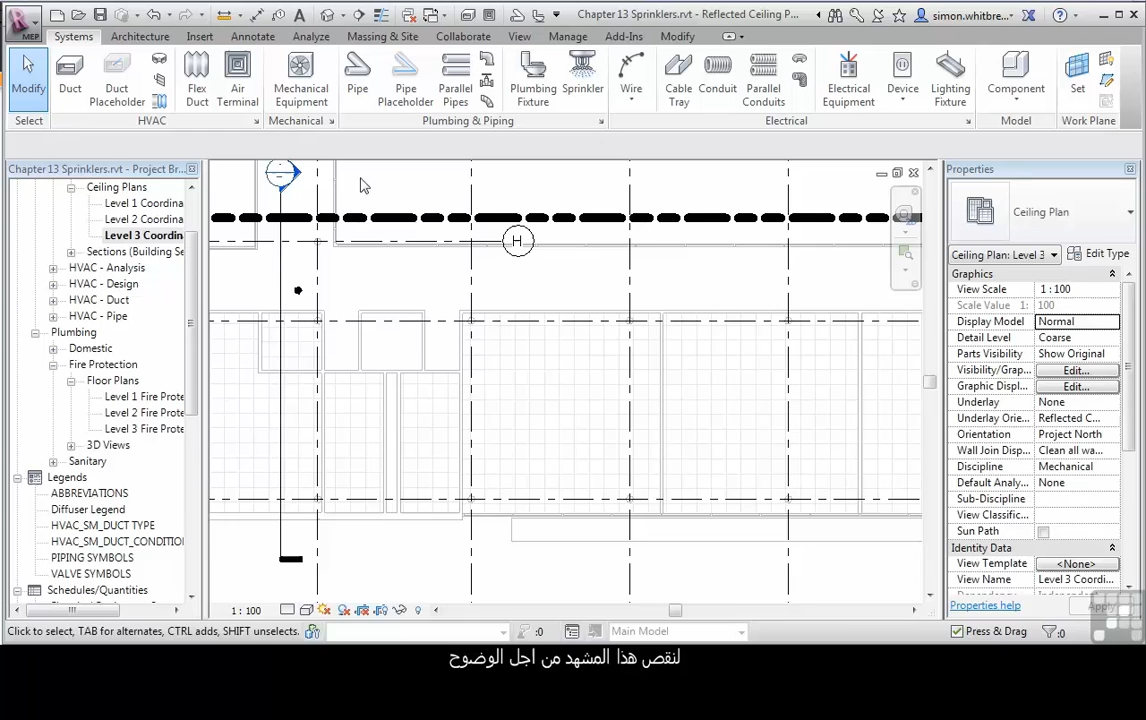 Chapter 13 Sprinklers.rvt - Reflected Ceiling P...
simon.whitbre...
MEP
Systems Architecture Insert Annotate Analyze Massing & Site Collaborate View Manage Add-Ins Modify
Modify
Duct
Duct Placeholder
Flex Duct
Air Terminal
Mechanical Equipment
Pipe
Pipe Placeholder
Parallel Pipes
Plumbing Fixture
Sprinkler
Wire
Cable Tray
Conduit
Parallel Conduits
Electrical Equipment
Device
Lighting Fixture
Component
Set
Select HVAC Mechanical Plumbing & Piping Electrical Model Work Plane
Chapter 13 Sprinklers.rvt - Project Br...
Ceiling Plans
Level 1 Coordina
Level 2 Coordina
Level 3 Coordin
Sections (Building Se
HVAC - Analysis
HVAC - Design
HVAC - Duct
HVAC - Pipe
Plumbing
Domestic
Fire Protection
Floor Plans
Level 1 Fire Prote
Level 2 Fire Prote
Level 3 Fire Prote
3D Views
Sanitary
Legends
ABBREVIATIONS
Diffuser Legend
HVAC_SM_DUCT TYPE
HVAC_SM_DUCT_CONDITIO
PIPING SYMBOLS
VALVE SYMBOLS
Schedules/Quantities
H
1 : 100
Properties
Ceiling Plan
Ceiling Plan: Level 3 Edit Type
Graphics
View Scale 1 : 100
Scale Value 1: 100
Display Model Normal
Detail Level Coarse
Parts Visibility Show Original
Visibility/Grap... Edit...
Graphic Displ... Edit...
Underlay None
Underlay Orie... Reflected C...
Orientation Project North
Wall Join Disp... Clean all wa...
Discipline Mechanical
Default Analy... None
Sub-Discipline
View Classific...
Sun Path
Identity Data
View Template <None>
View Name Level 3 Coordi...
Properties help Apply
Click to select, TAB for alternates, CTRL adds, SHIFT unselects.
:0
Main Model
Press & Drag
:0
لنقص هذا المشهد من اجل الوضوح